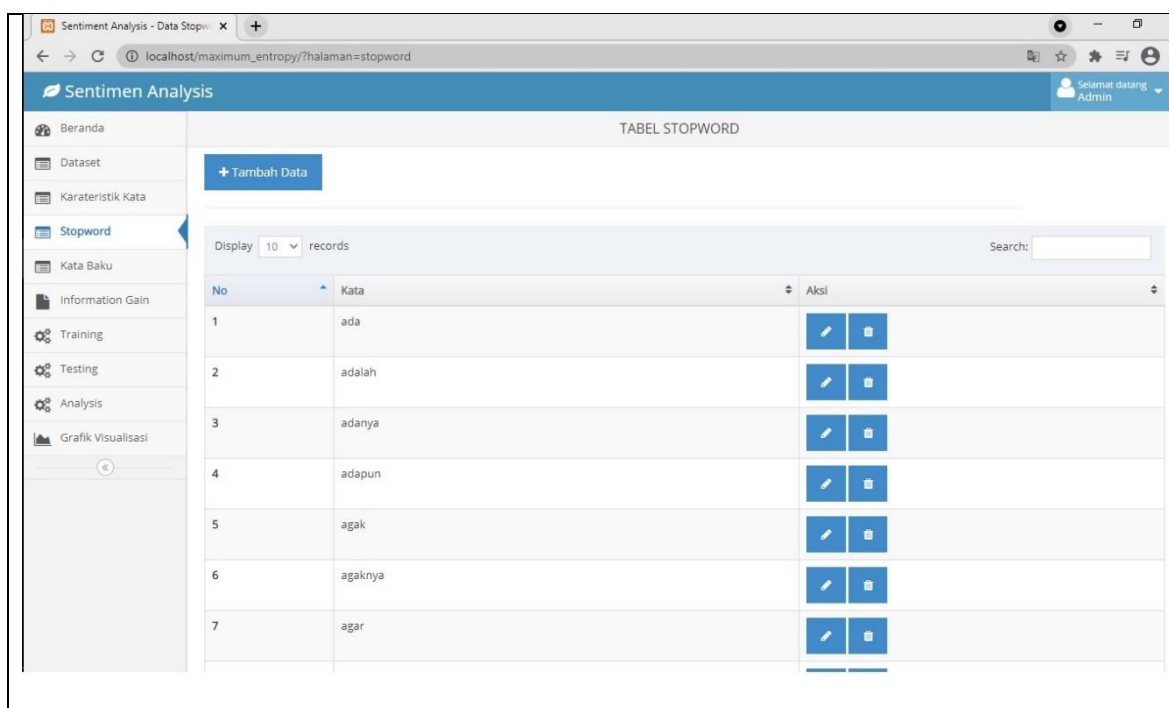 Sentiment Analysis - Data Stopw
localhost/maximum_entropy/?halaman=stopword
Sentimen Analysis
Selamat datang
Admin
Beranda
Dataset
Karateristik Kata
Stopword
Kata Baku
Information Gain
Training
Testing
Analysis
Grafik Visualisasi
TABEL STOPWORD
+ Tambah Data
Display 10 records
Search:
No Kata Aksi
1 ada
2 adalah
3 adanya
4 adapun
5 agak
6 agaknya
7 agar